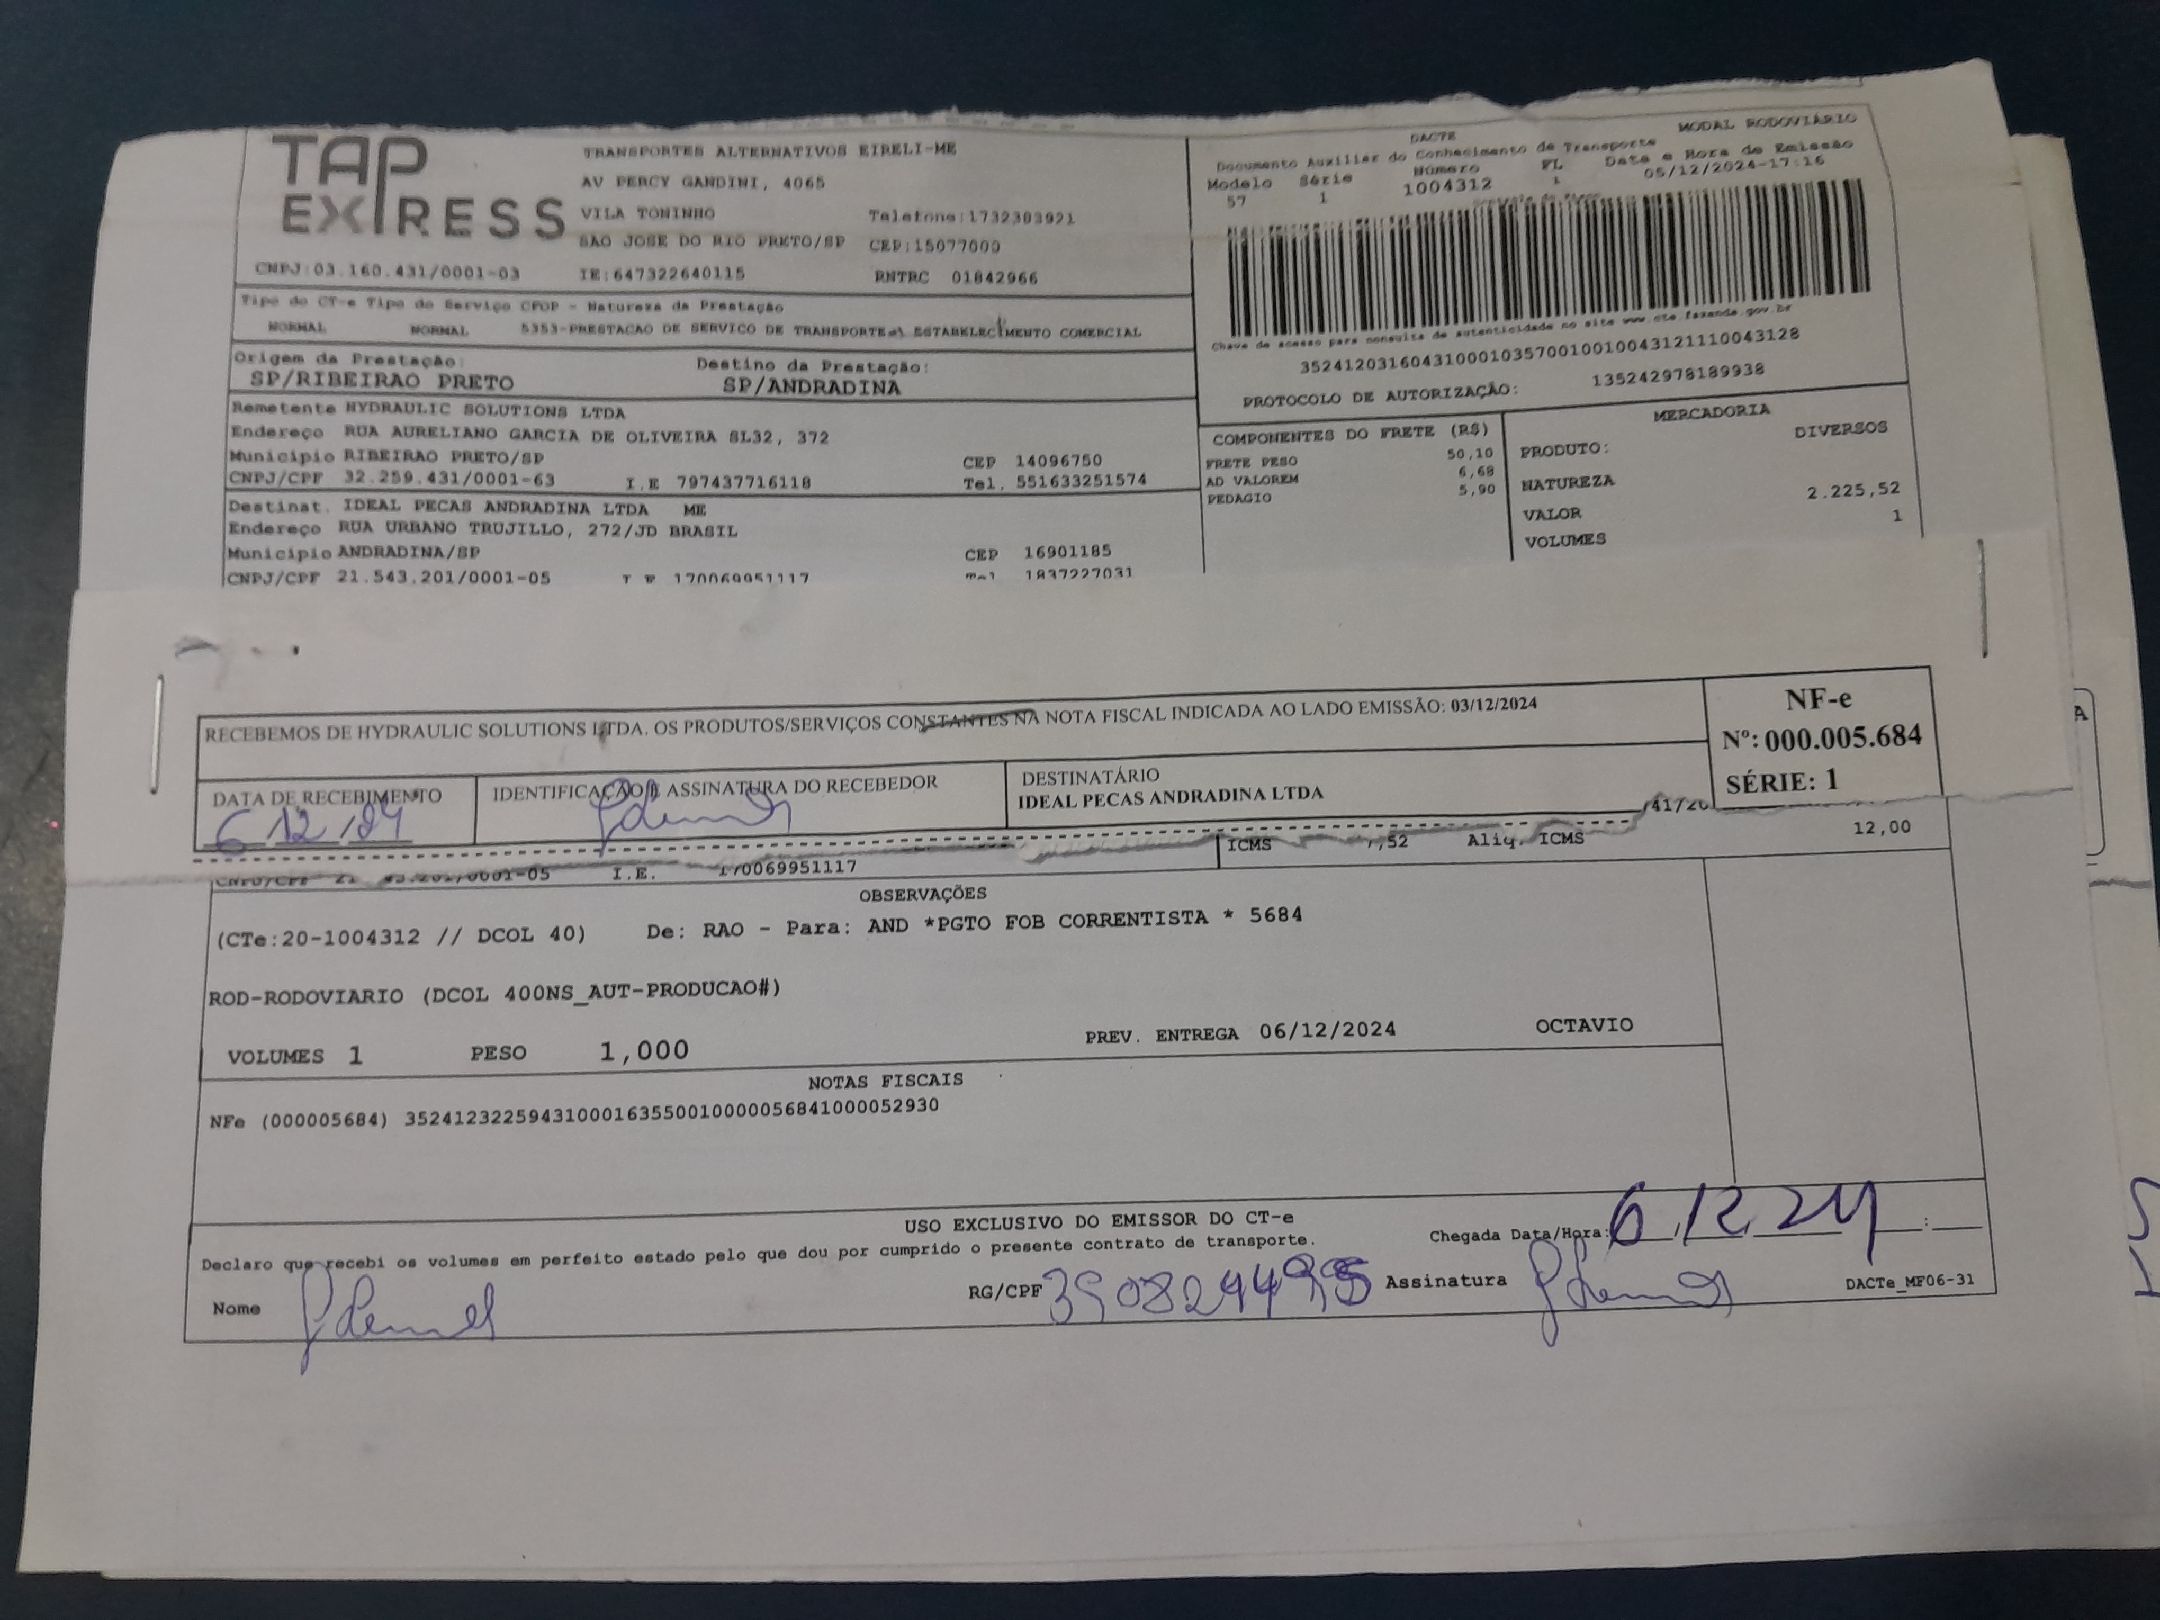 TAP EXPRESS
TRANSPORTES ALTERNATIVOS EIRELI-ME
AV PERCY GANDINI, 4065
VILA TONINHO Telefone:1732383921
SAO JOSE DO RIO PRETO/SP CEP:15077000
CNPJ:03.160.431/0001-03 IE:647322640115 RNTRC 01842966
DACTE MODAL RODOVIÁRIO
Documento Auxiliar do Conhecimento de Transporte
Modelo Série Número FL Data e Hora de Emissão
57 1 1004312 1 05/12/2024-17:16
Chave de acesso para consulta de autenticidade no site www.cte.fazenda.gov.br
35241203160431000103570010010043121110043128
PROTOCOLO DE AUTORIZAÇÃO: 135242978189938
Tipo do CT-e Tipo do Serviço CFOP - Natureza da Prestação
NORMAL NORMAL 5353-PRESTACAO DE SERVICO DE TRANSPORTE ESTABELECIMENTO COMERCIAL
Origem da Prestação: Destino da Prestação:
SP/RIBEIRAO PRETO SP/ANDRADINA
Remetente HYDRAULIC SOLUTIONS LTDA
Endereço RUA AURELIANO GARCIA DE OLIVEIRA SL32, 372
Município RIBEIRAO PRETO/SP CEP 14096750
CNPJ/CPF 32.259.431/0001-63 I.E 797437716118 Tel. 551633251574
Destinat. IDEAL PECAS ANDRADINA LTDA ME
Endereço RUA URBANO TRUJILLO, 272/JD BRASIL
Município ANDRADINA/SP CEP 16901185
CNPJ/CPF 21.543.201/0001-05 I E 170069951117 Tel 1837227031
COMPONENTES DO FRETE (R$)
FRETE PESO 50,10
AD VALOREM 6,68
PEDAGIO 5,90
MERCADORIA
PRODUTO: DIVERSOS
NATUREZA
VALOR 2.225,52
VOLUMES 1
RECEBEMOS DE HYDRAULIC SOLUTIONS LTDA. OS PRODUTOS/SERVIÇOS CONSTANTES NA NOTA FISCAL INDICADA AO LADO EMISSÃO: 03/12/2024
NF-e
Nº: 000.005.684
SÉRIE: 1
DATA DE RECEBIMENTO
6/12/24
IDENTIFICAÇÃO E ASSINATURA DO RECEBEDOR
DESTINATÁRIO
IDEAL PECAS ANDRADINA LTDA
ICMS ,52 Aliq. ICMS 12,00
CNPJ/CPF 21 43.201/0001-05 I.E. 170069951117
OBSERVAÇÕES
(CTe:20-1004312 // DCOL 40) De: RAO - Para: AND *PGTO FOB CORRENTISTA * 5684
ROD-RODOVIARIO (DCOL 400NS_AUT-PRODUCAO#)
VOLUMES 1 PESO 1,000 PREV. ENTREGA 06/12/2024 OCTAVIO
NOTAS FISCAIS
NFe (000005684) 35241232259431000163550010000056841000052930
USO EXCLUSIVO DO EMISSOR DO CT-e
Declaro que recebi os volumes em perfeito estado pelo que dou por cumprido o presente contrato de transporte.
Chegada Data/Hora: 6/12/24 :
Nome RG/CPF Assinatura DACTe_MF06-31